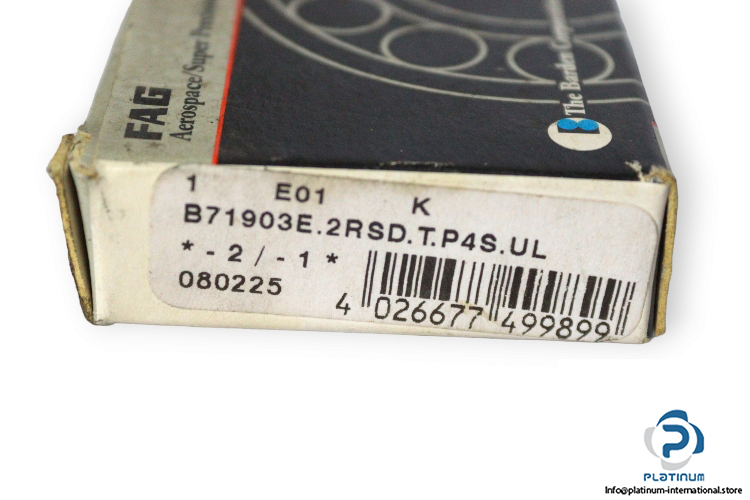 FAG
Aerospace/Super Precision
The Barden Corporation
1 E01 K
B71903E.2RSD.T.P4S.UL
* - 2 / - 1 *
080225
4 026677 499899
PLATINUM
Info@platinum-international.store